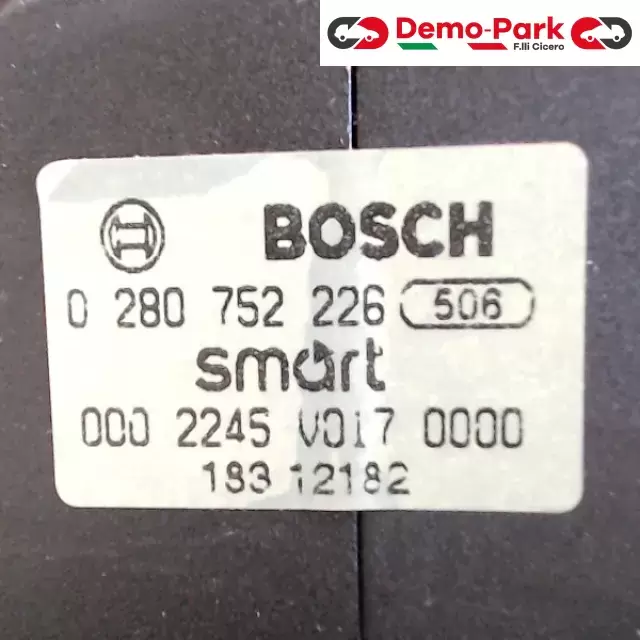 Demo-Park
F.lli Cicero
BOSCH
0 280 752 226 506
smart
000 2245 V017 0000
183 12182